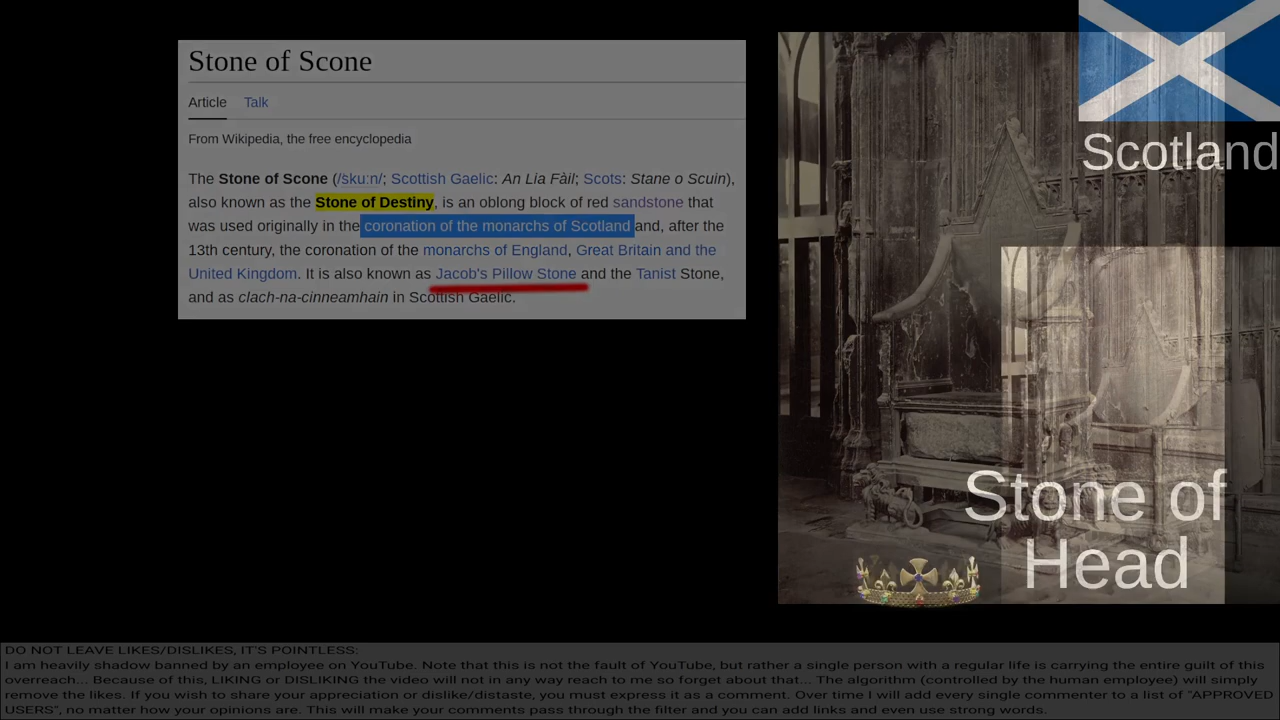 Stone of Scone
Article Talk
From Wikipedia, the free encyclopedia
The Stone of Scone (/skuːn/; Scottish Gaelic: An Lia Fàil; Scots: Stane o Scuin),
also known as the Stone of Destiny, is an oblong block of red sandstone that
was used originally in the coronation of the monarchs of Scotland and, after the
13th century, the coronation of the monarchs of England, Great Britain and the
United Kingdom. It is also known as Jacob's Pillow Stone and the Tanist Stone,
and as clach-na-cinneamhain in Scottish Gaelic.
Scotland
Stone of
Head
DO NOT LEAVE LIKES/DISLIKES, IT'S POINTLESS:
I am heavily shadow banned by an employee on YouTube. Note that this is not the fault of YouTube, but rather a single person with a regular life is carrying the entire guilt of this
overreach... Because of this, LIKING or DISLIKING the video will not in any way reach to me so forget about that... The algorithm (controlled by the human employee) will simply
remove the likes. If you wish to share your appreciation or dislike/distaste, you must express it as a comment. Over time I will add every single commenter to a list of "APPROVED
USERS", no matter how your opinions are. This will make your comments pass through the filter and you can add links and even use strong words.